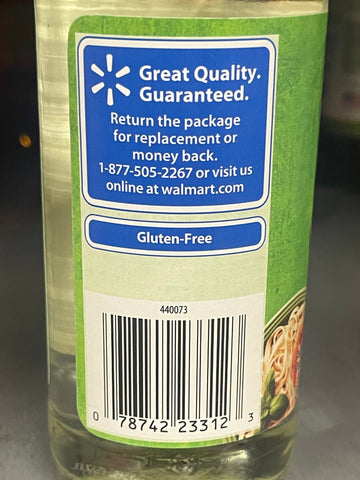 Great Quality.
Guaranteed.
Return the package
for replacement or
money back.
1-877-505-2267 or visit us
online at walmart.com
Gluten-Free
440073
0 78742 23312 3